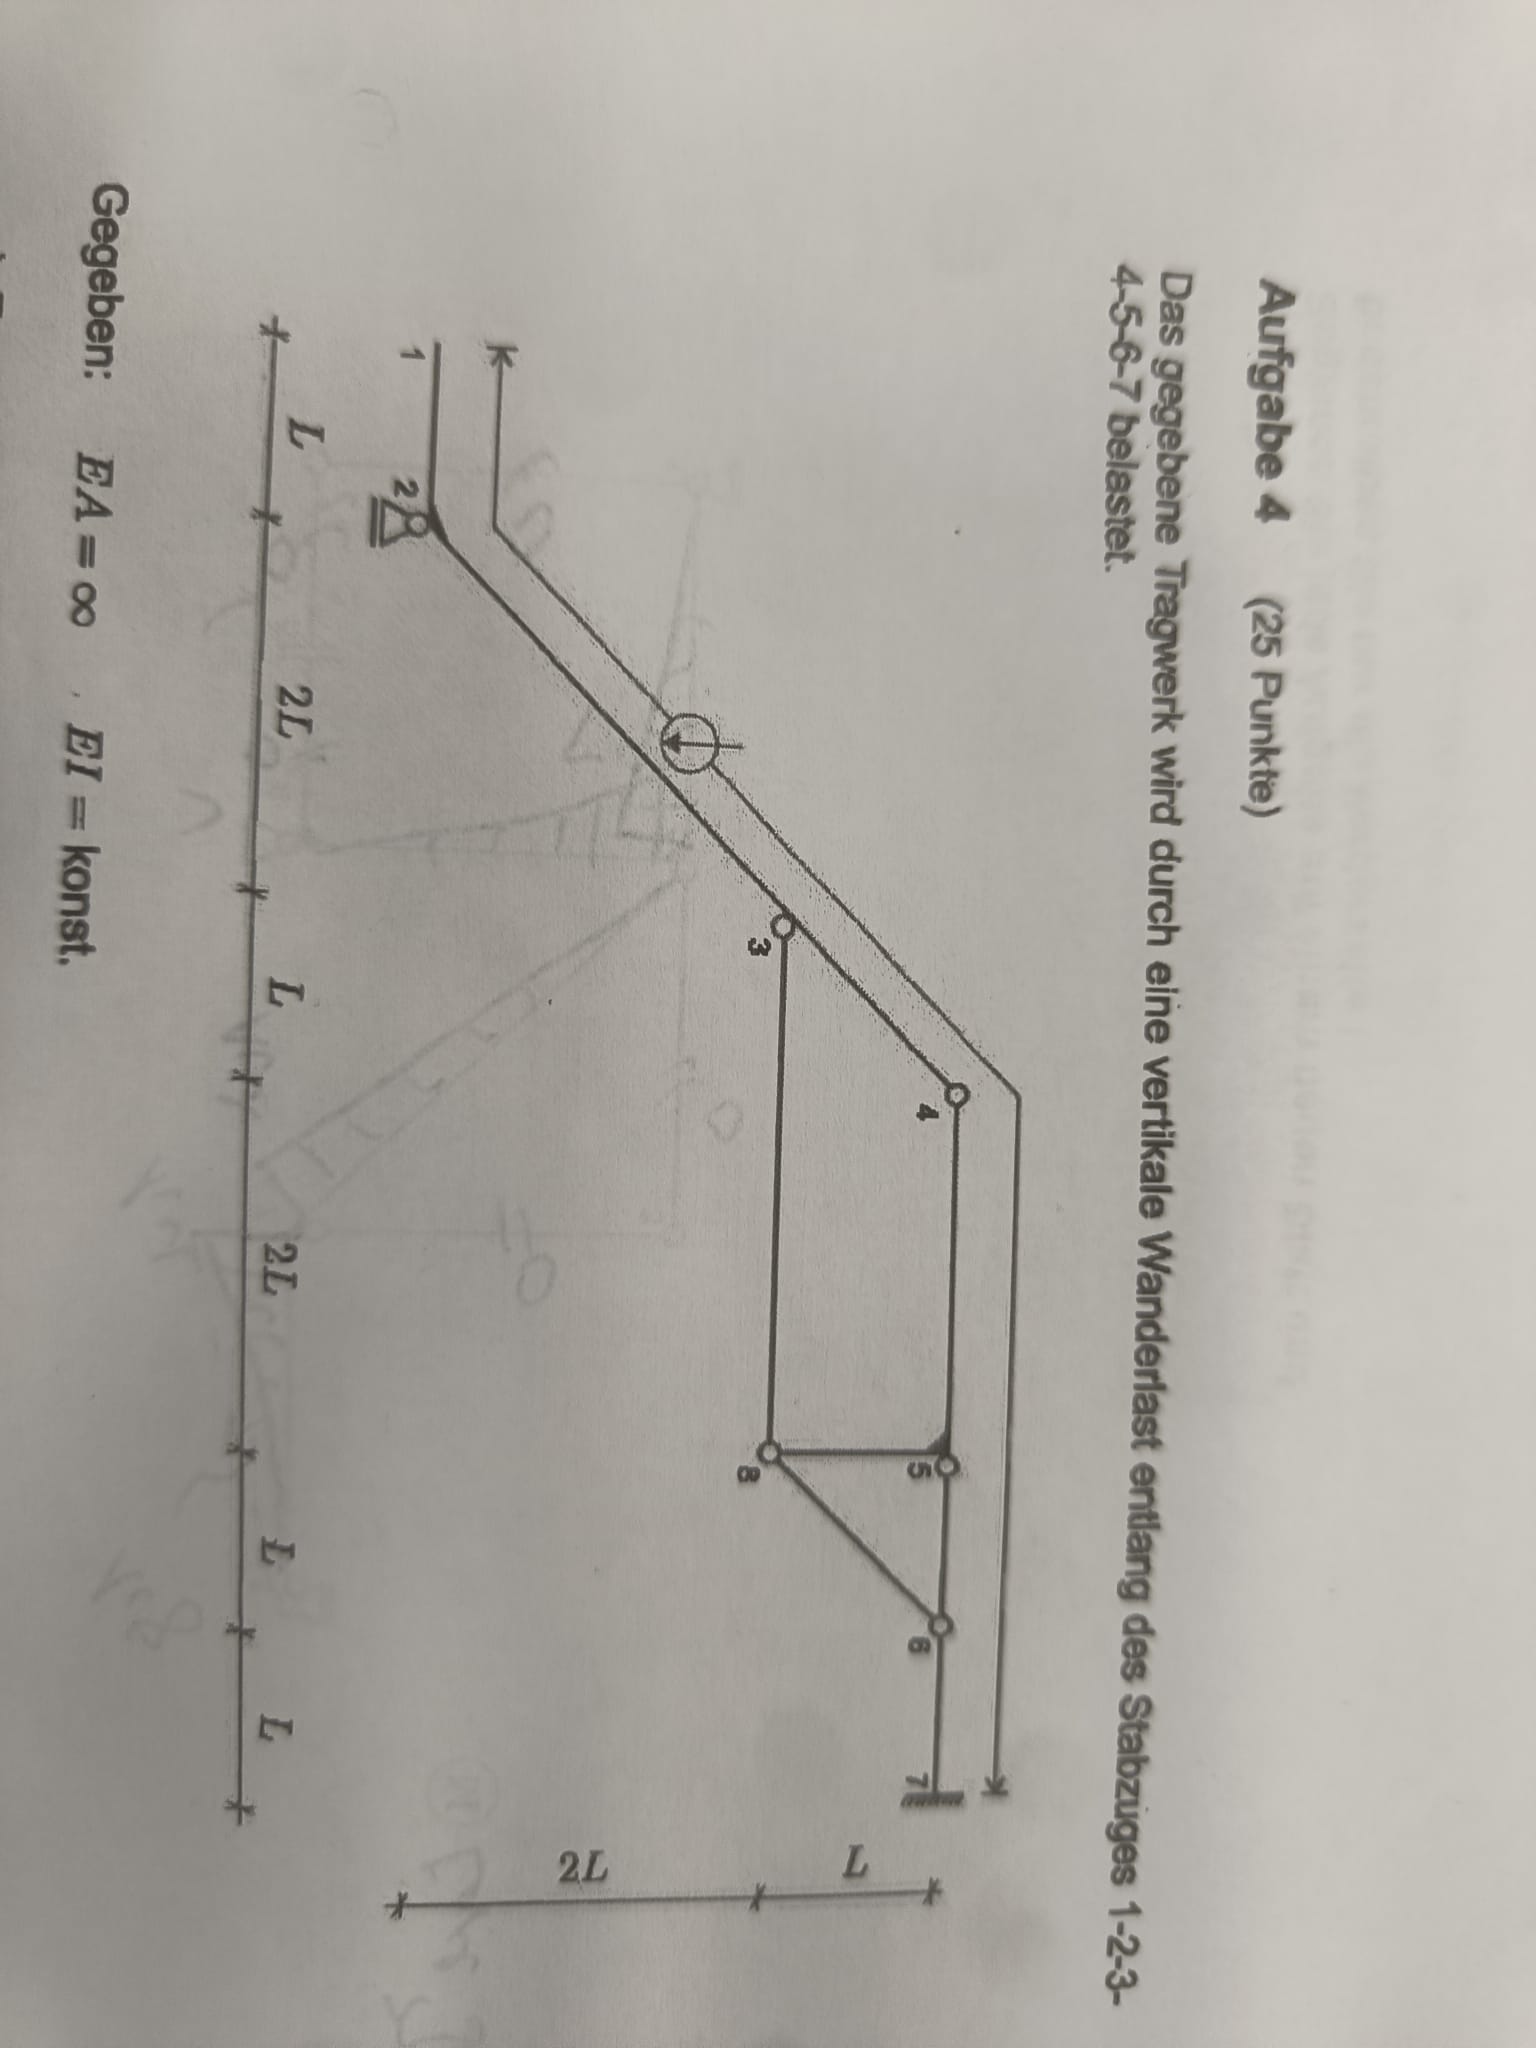 Aufgabe 4 (25 Punkte)
Das gegebene Tragwerk wird durch eine vertikale Wanderlast entlang des Stabzuges 1-2-3-
4-5-6-7 belastet.
4
5
6
7
3
8
1
2
L
2L
L
2L
L
2L
L
L
Gegeben: EA = ∞ , EI = konst.